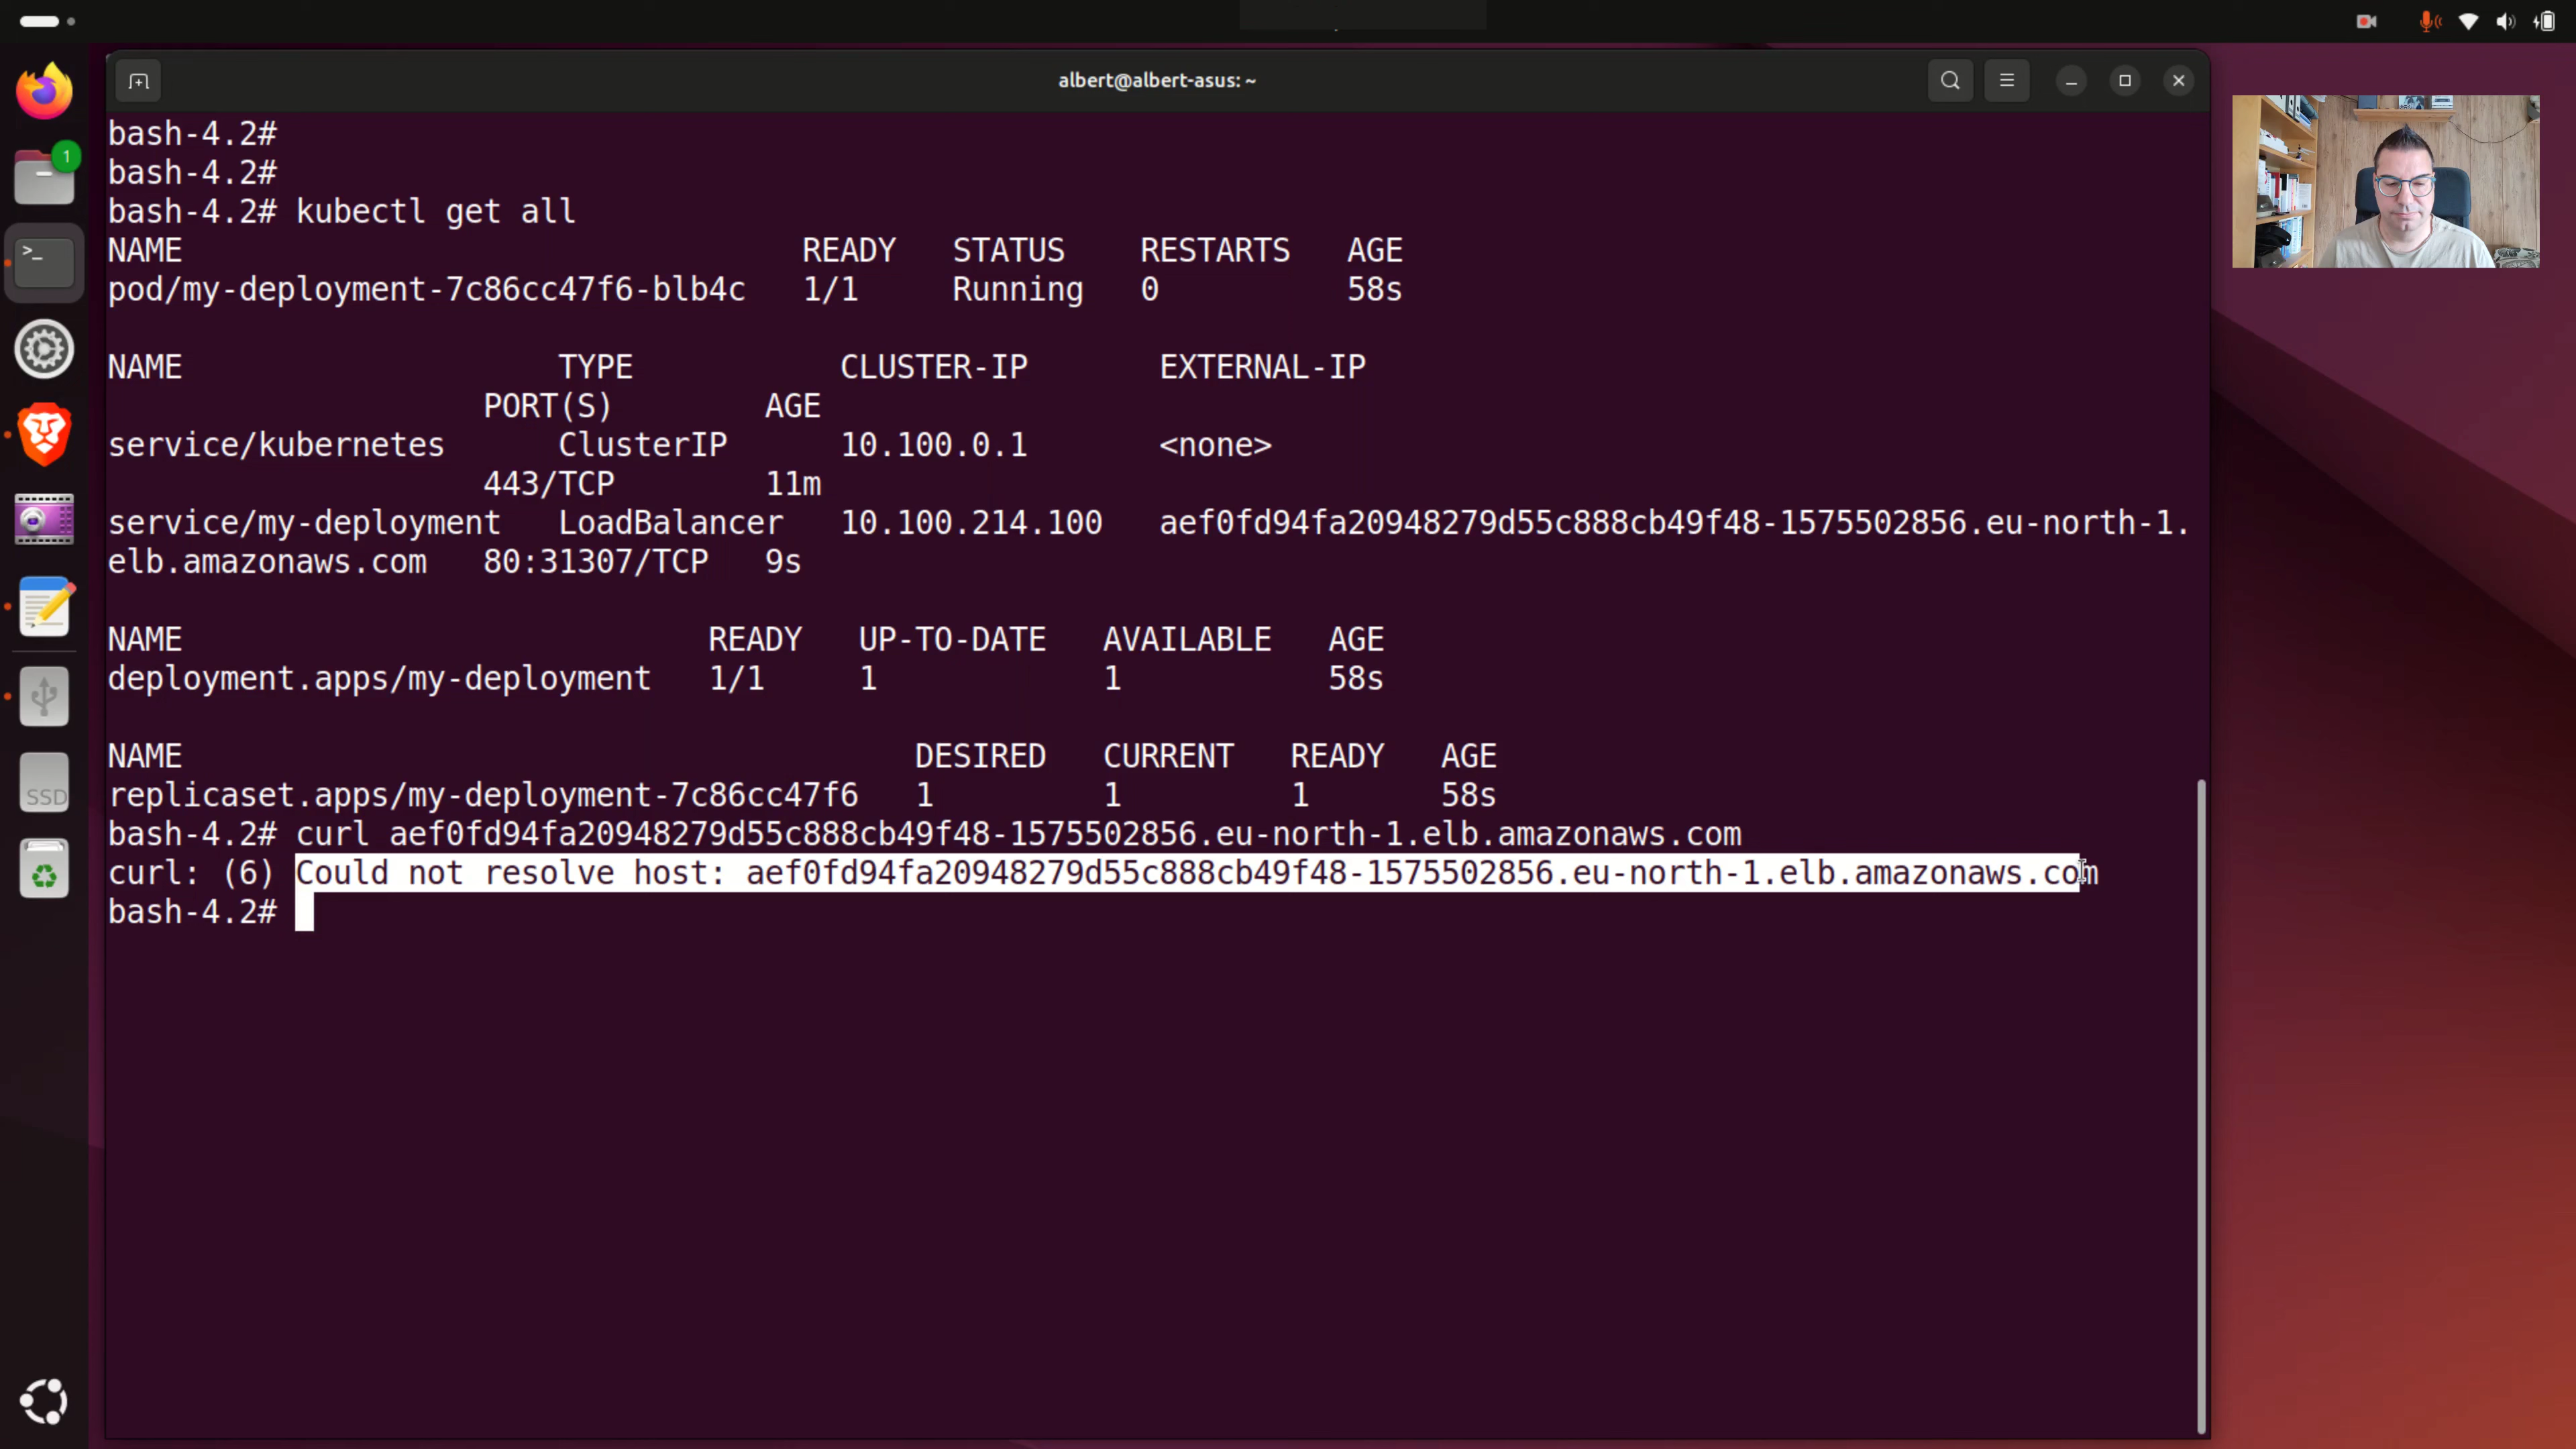 albert@albert-asus: ~
1
bash-4.2#
bash-4.2#
bash-4.2# kubectl get all
NAME READY STATUS RESTARTS AGE
pod/my-deployment-7c86cc47f6-blb4c 1/1 Running 0 58s
NAME TYPE CLUSTER-IP EXTERNAL-IP
PORT(S) AGE
service/kubernetes ClusterIP 10.100.0.1 <none>
443/TCP 11m
service/my-deployment LoadBalancer 10.100.214.100 aef0fd94fa20948279d55c888cb49f48-1575502856.eu-north-1.
elb.amazonaws.com 80:31307/TCP 9s
NAME READY UP-TO-DATE AVAILABLE AGE
deployment.apps/my-deployment 1/1 1 1 58s
NAME DESIRED CURRENT READY AGE
replicaset.apps/my-deployment-7c86cc47f6 1 1 1 58s
bash-4.2# curl aef0fd94fa20948279d55c888cb49f48-1575502856.eu-north-1.elb.amazonaws.com
curl: (6) Could not resolve host: aef0fd94fa20948279d55c888cb49f48-1575502856.eu-north-1.elb.amazonaws.com
bash-4.2#
SSD